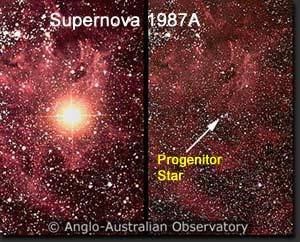 Supernova 1987A
Progenitor
Star
© Anglo-Australian Observatory